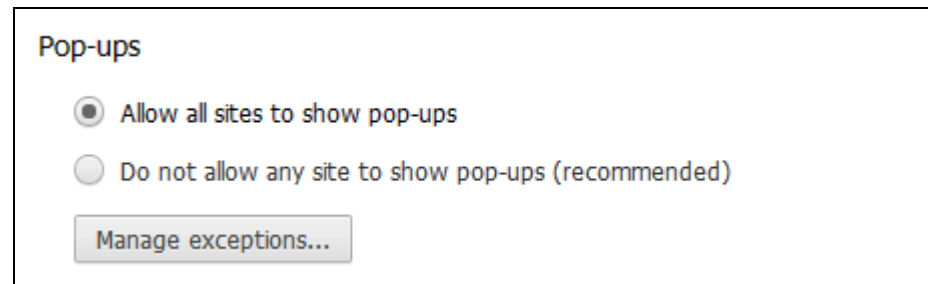 Pop-ups
Allow all sites to show pop-ups
Do not allow any site to show pop-ups (recommended)
Manage exceptions...